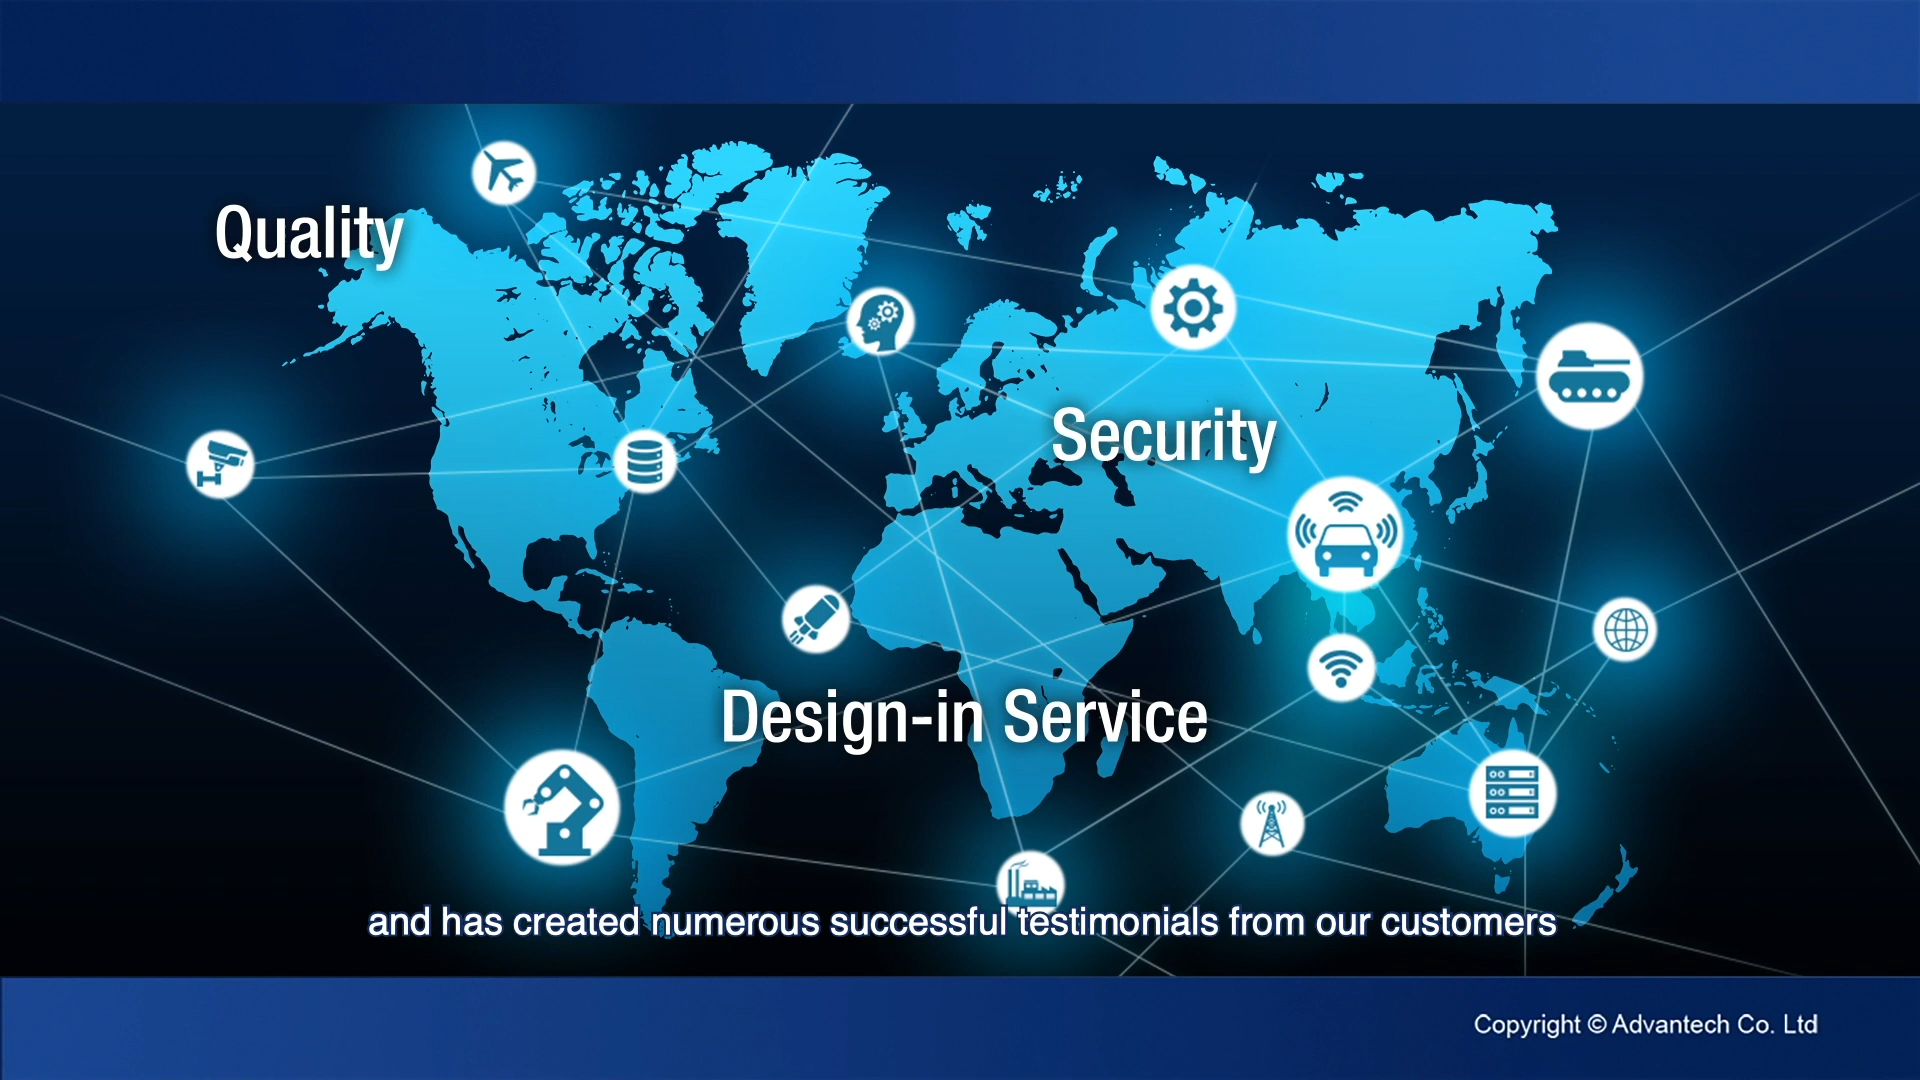 Quality
Security
Design-in Service
and has created numerous successful testimonials from our customers
Copyright © Advantech Co. Ltd